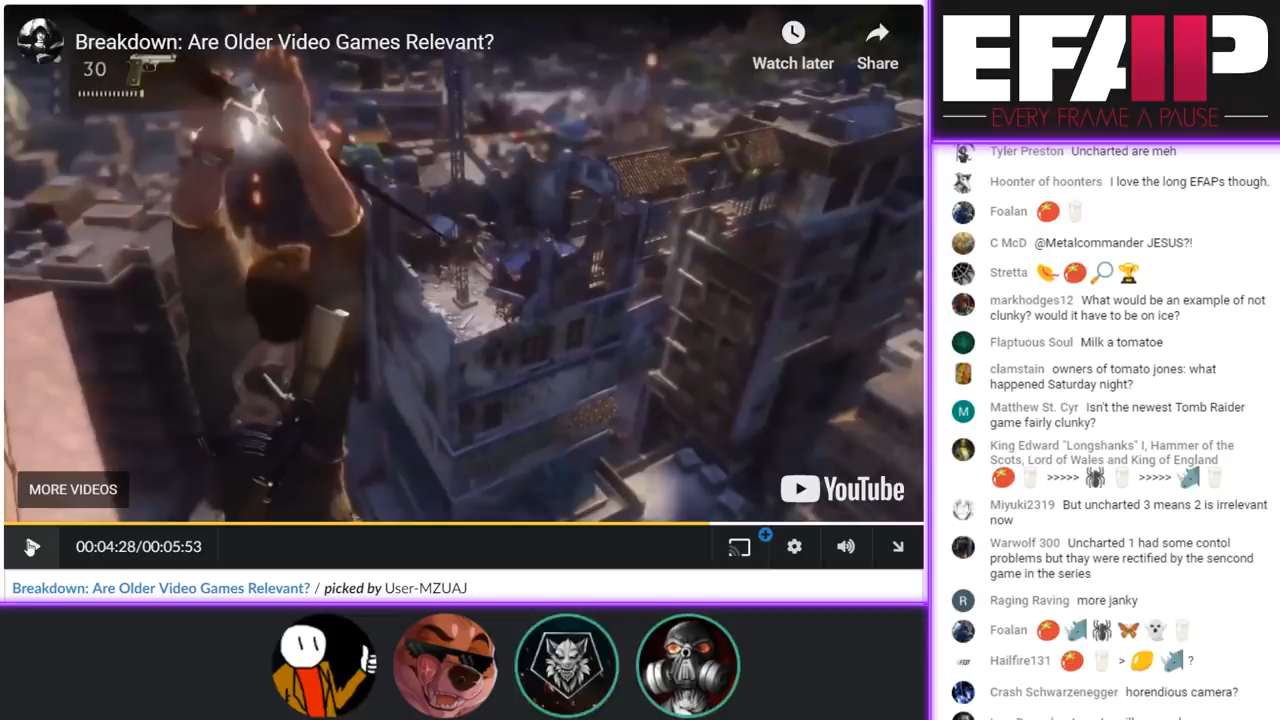 Breakdown: Are Older Video Games Relevant?
30
Watch later
Share
MORE VIDEOS
YouTube
00:04:28/00:05:53
Breakdown: Are Older Video Games Relevant? / picked by User-MZUAJ
EFAP
EVERY FRAME A PAUSE
Tyler Preston Uncharted are meh
Hoonter of hoonters I love the long EFAPs though.
Foalan
C McD @Metalcommander JESUS?!
Stretta
markhodges12 What would be an example of not
clunky? would it have to be on ice?
Flaptuous Soul Milk a tomatoe
clamstain owners of tomato jones: what
happened Saturday night?
M
Matthew St. Cyr Isn't the newest Tomb Raider
game fairly clunky?
King Edward "Longshanks" I, Hammer of the
Scots, Lord of Wales and King of England
>>>>> >>>>>
Miyuki2319 But uncharted 3 means 2 is irrelevant
now
Warwolf 300 Uncharted 1 had some contol
problems but thay were rectified by the sencond
game in the series
R
Raging Raving more janky
Foalan
Hailfire131 > ?
Crash Schwarzenegger horendious camera?